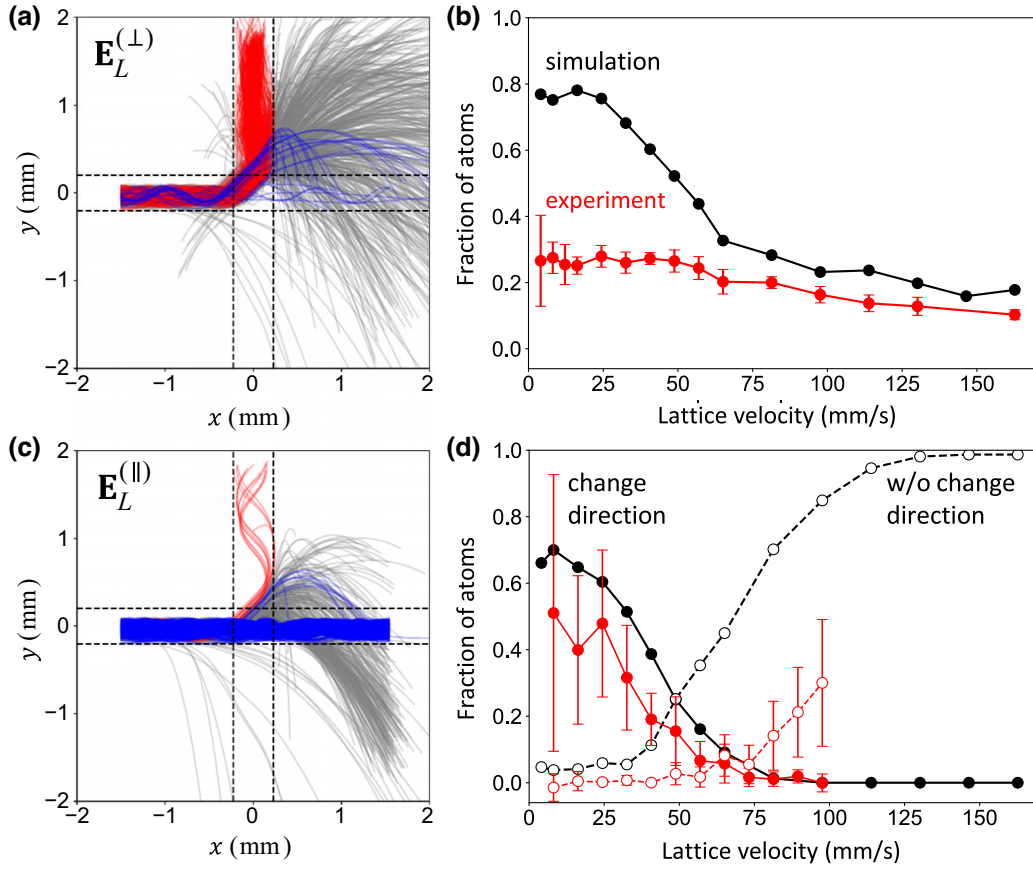 (a)
E_L^(⊥)
2
1
0
−1
−2
y (mm)
−2
−1
0
1
2
x (mm)
(b)
1.0
0.8
0.6
0.4
0.2
0.0
Fraction of atoms
simulation
experiment
0
25
50
75
100
125
150
Lattice velocity (mm/s)
(c)
E_L^(∥)
2
1
0
−1
−2
y (mm)
−2
−1
0
1
2
x (mm)
(d)
1.0
0.8
0.6
0.4
0.2
0.0
Fraction of atoms
change
direction
w/o change
direction
0
25
50
75
100
125
150
Lattice velocity (mm/s)